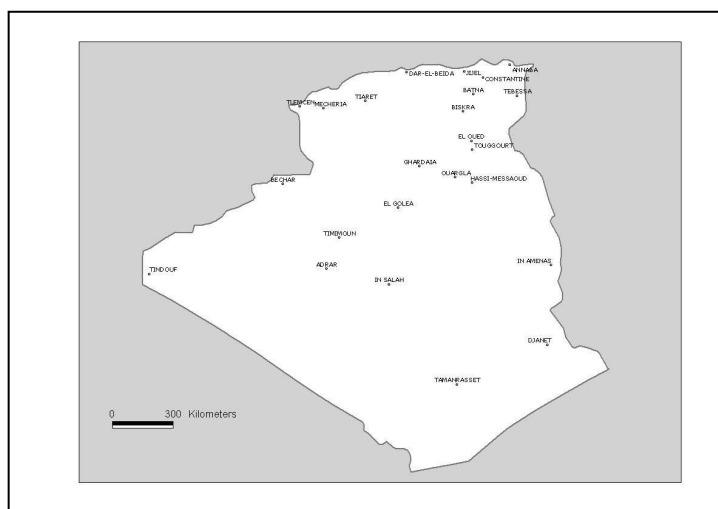 ANNABA
DAR-EL-BEIDA
JIJEL
CONSTANTINE
BATNA
TEBESSA
TIARET
TLEMCEN
MECHERIA
BISKRA
EL OUED
TOUGGOURT
GHARDAIA
OUARGLA
HASSI-MESSAOUD
BECHAR
EL GOLEA
TIMIMOUN
ADRAR
IN SALAH
IN AMENAS
TINDOUF
DJANET
TAMANRASSET
0 300 Kilometers